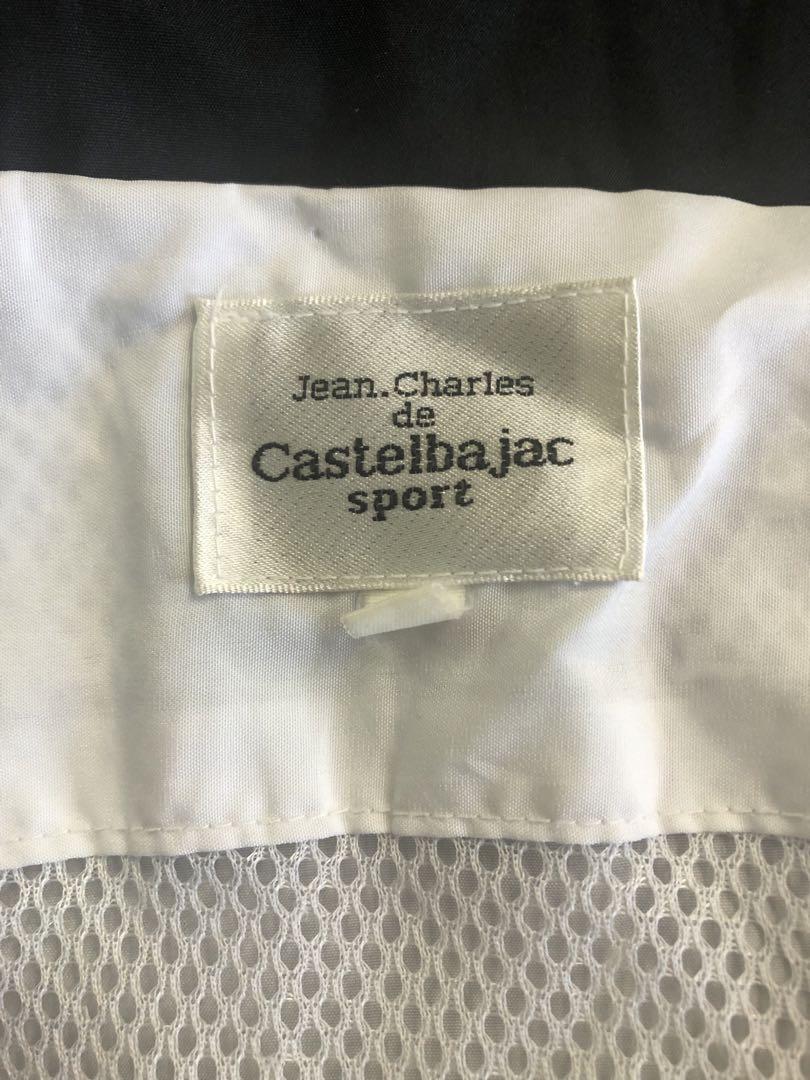 Jean.Charles
de
Castelbajac
sport